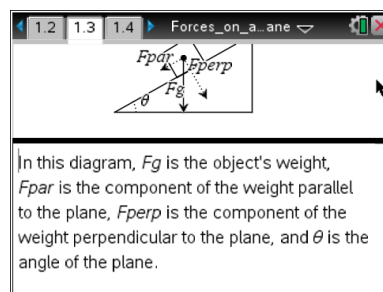 1.2 1.3 1.4 Forces_on_a...ane
Fpar Fperp
Fg
θ
In this diagram, Fg is the object's weight,
Fpar is the component of the weight parallel
to the plane, Fperp is the component of the
weight perpendicular to the plane, and θ is the
angle of the plane.